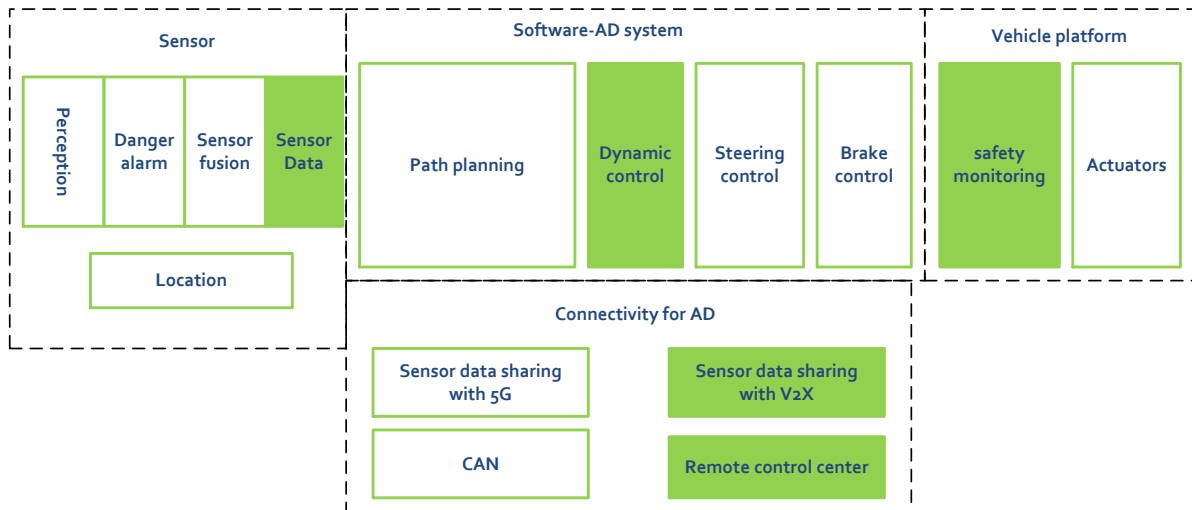 Sensor
Perception
Danger
alarm
Sensor
fusion
Sensor
Data
Location
Software-AD system
Path planning
Dynamic
control
Steering
control
Brake
control
Vehicle platform
safety
monitoring
Actuators
Connectivity for AD
Sensor data sharing
with 5G
Sensor data sharing
with V2X
CAN
Remote control center